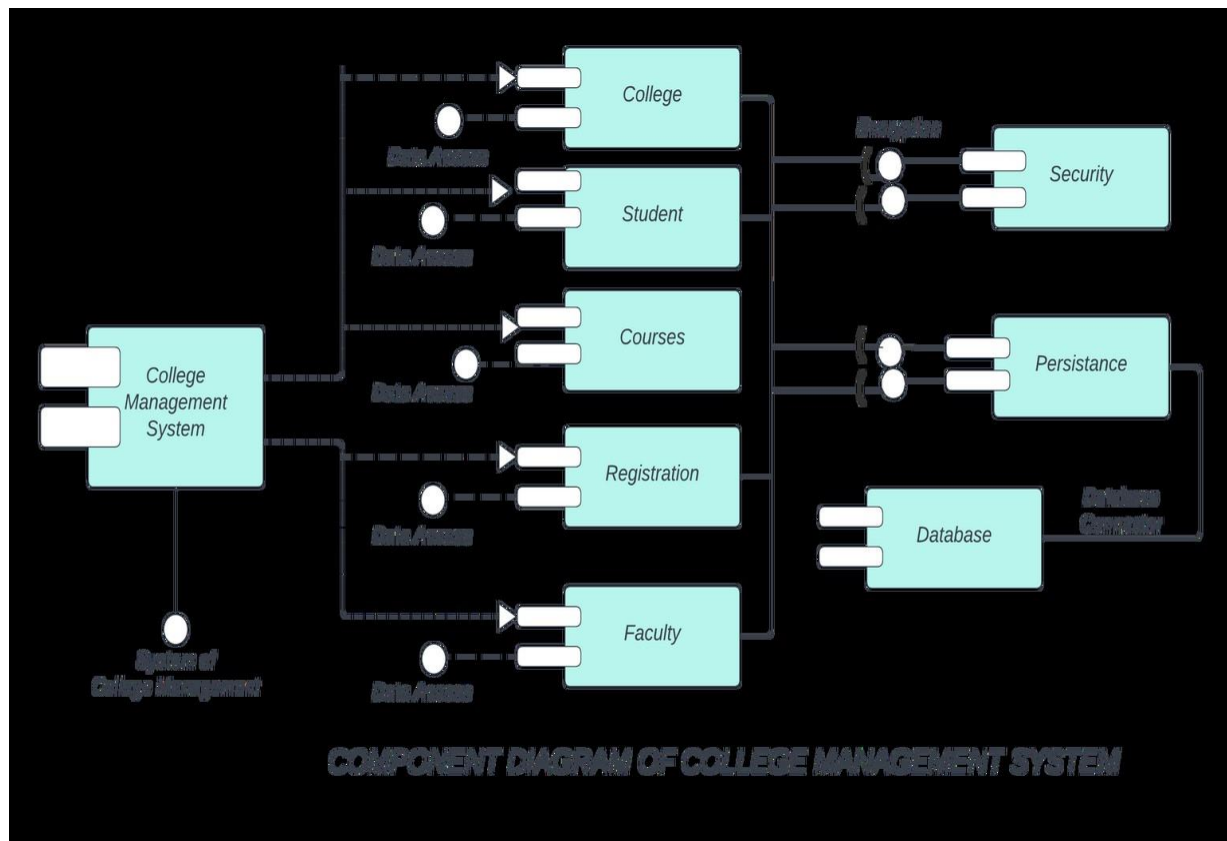 College
Encryption
Security
Data Access
Student
Data Access
Courses
Persistance
College
Management
System
Data Access
Registration
Database
Connector
Database
Data Access
Faculty
System of
College Management
Data Access
COMPONENT DIAGRAM OF COLLEGE MANAGEMENT SYSTEM